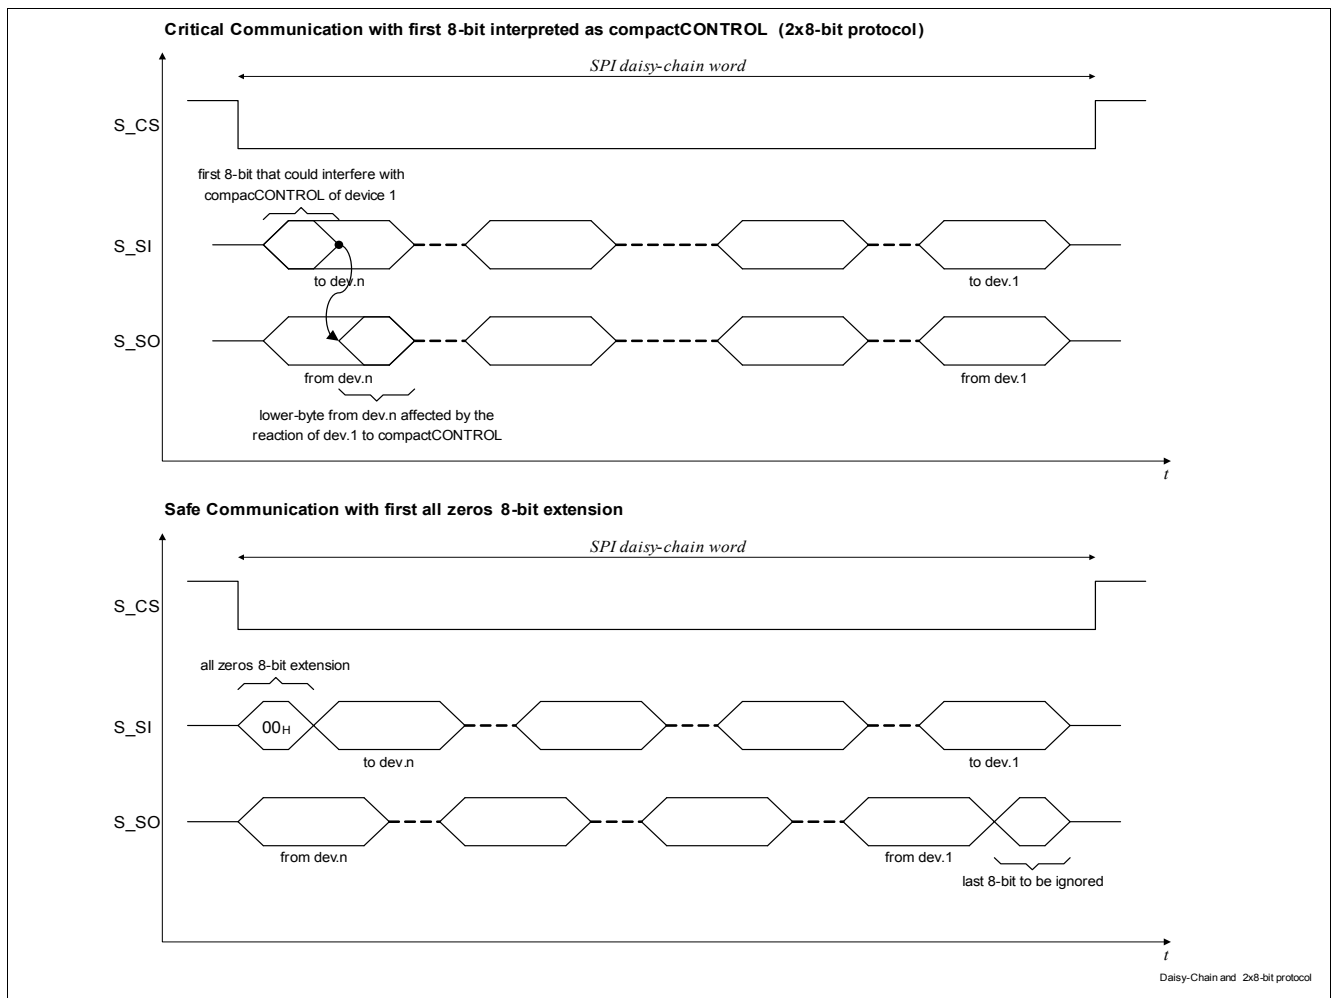 Critical Communication with first 8-bit interpreted as compactCONTROL (2x8-bit protocol)
SPI daisy-chain word
S_CS
first 8-bit that could interfere with
compacCONTROL of device 1
S_SI
to dev.n
to dev.1
S_SO
from dev.n
from dev.1
lower-byte from dev.n affected by the
reaction of dev.1 to compactCONTROL
t
Safe Communication with first all zeros 8-bit extension
SPI daisy-chain word
S_CS
all zeros 8-bit extension
S_SI
00H
to dev.n
to dev.1
S_SO
from dev.n
from dev.1
last 8-bit to be ignored
t
Daisy-Chain and 2x8-bit protocol